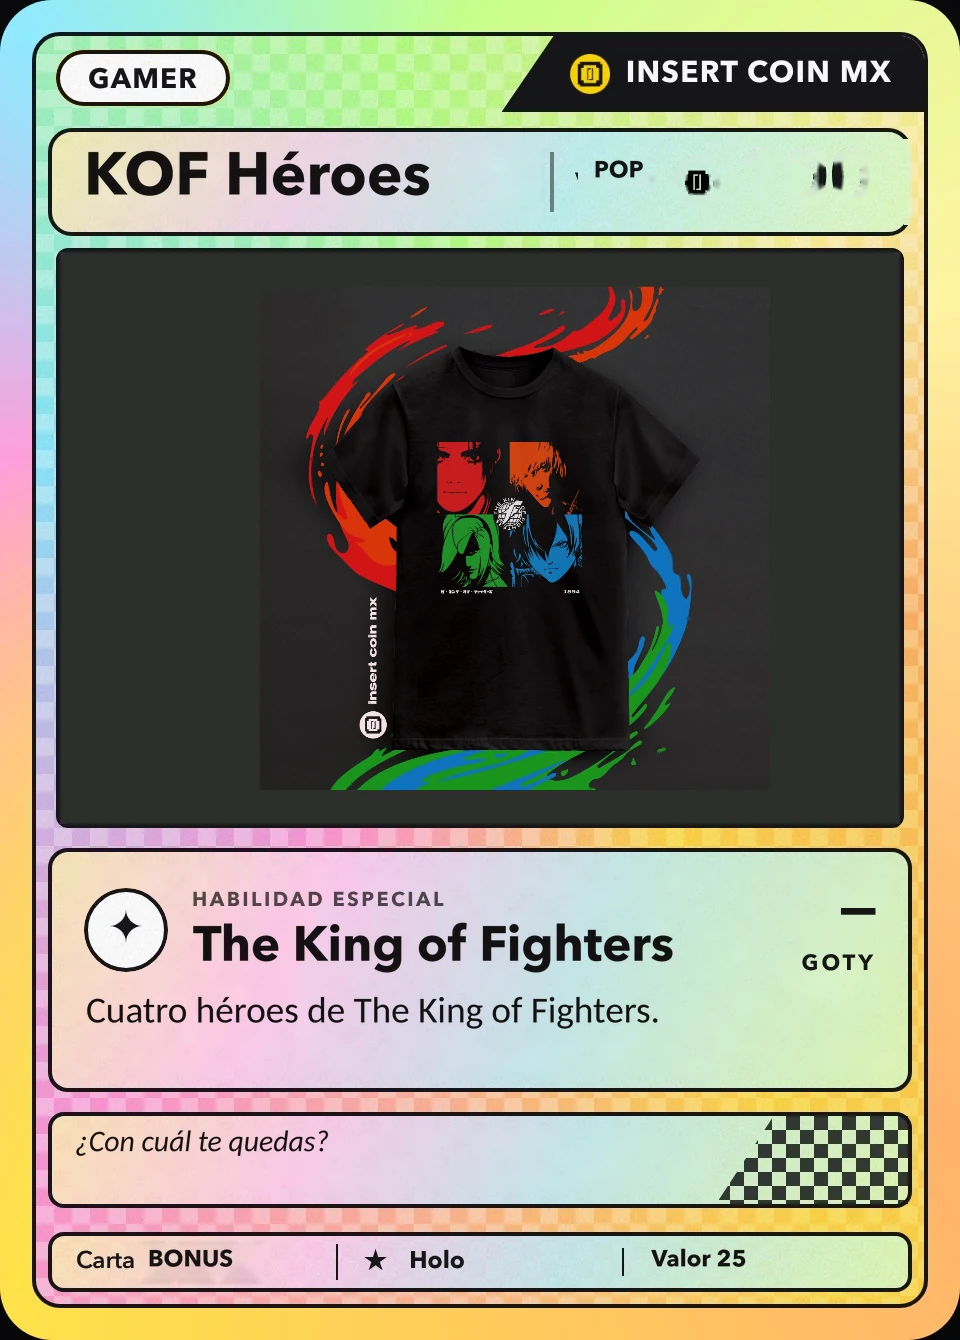 GAMER
INSERT COIN MX
KOF Héroes
POP
insert coin mx
1994
HABILIDAD ESPECIAL
The King of Fighters
GOTY
Cuatro héroes de The King of Fighters.
¿Con cuál te quedas?
Carta BONUS
★ Holo
Valor 25